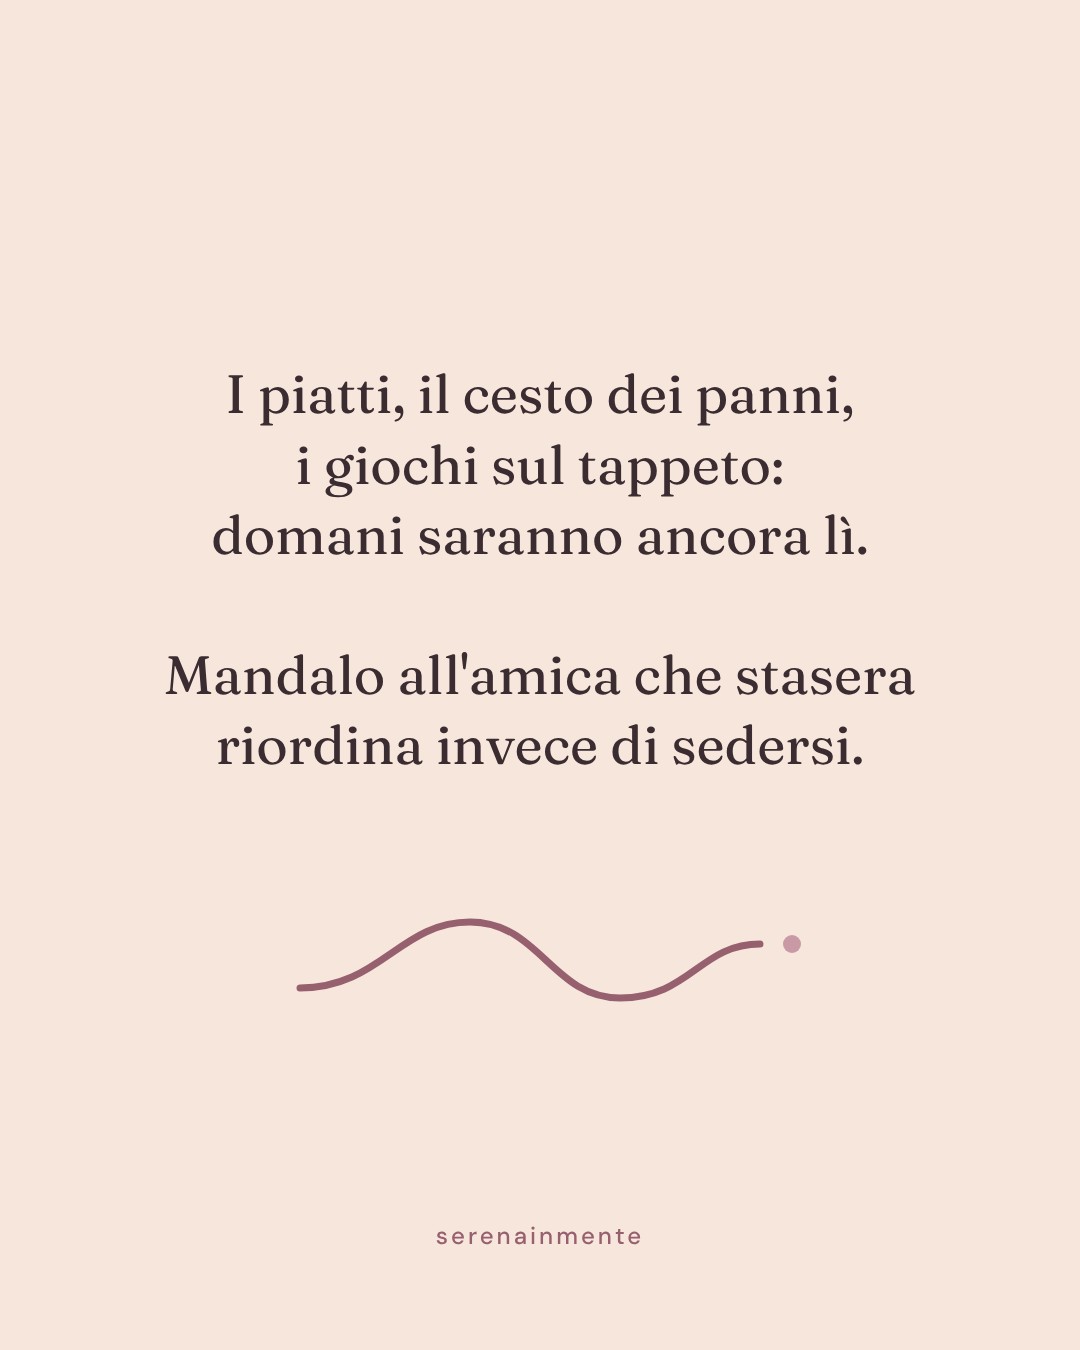 I piatti, il cesto dei panni,
i giochi sul tappeto:
domani saranno ancora lì.
Mandalo all'amica che stasera
riordina invece di sedersi.
serenainmente